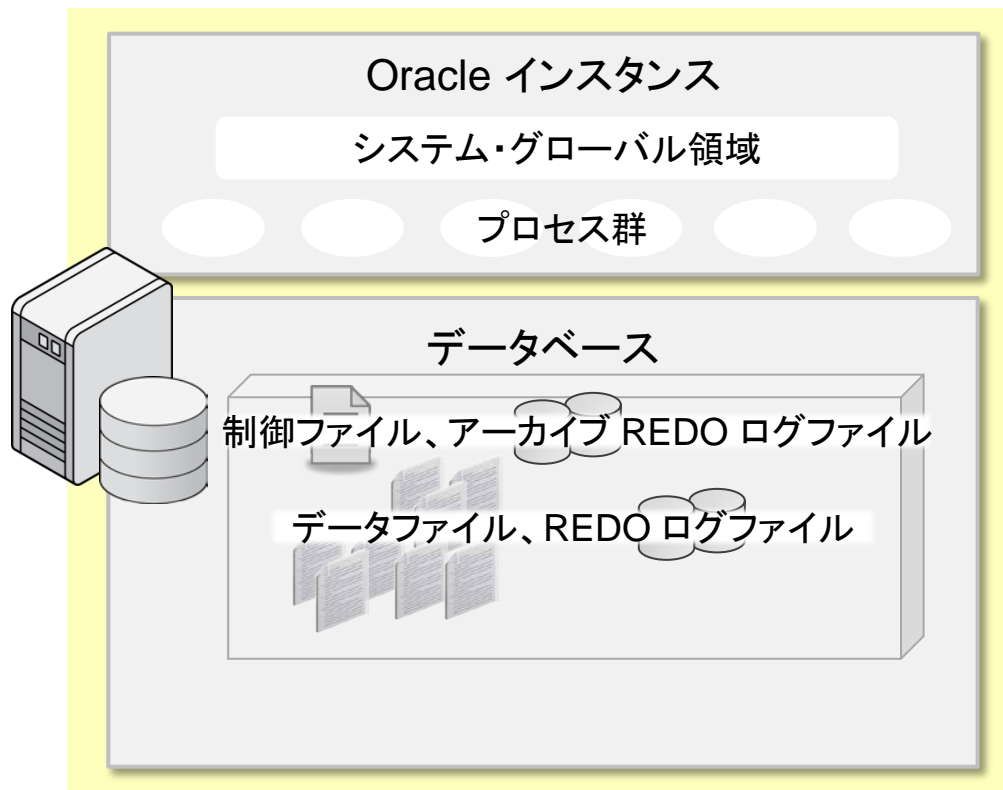 Oracle インスタンス
システム・グローバル領域
プロセス群
データベース
制御ファイル、アーカイブ REDO ログファイル
データファイル、REDO ログファイル